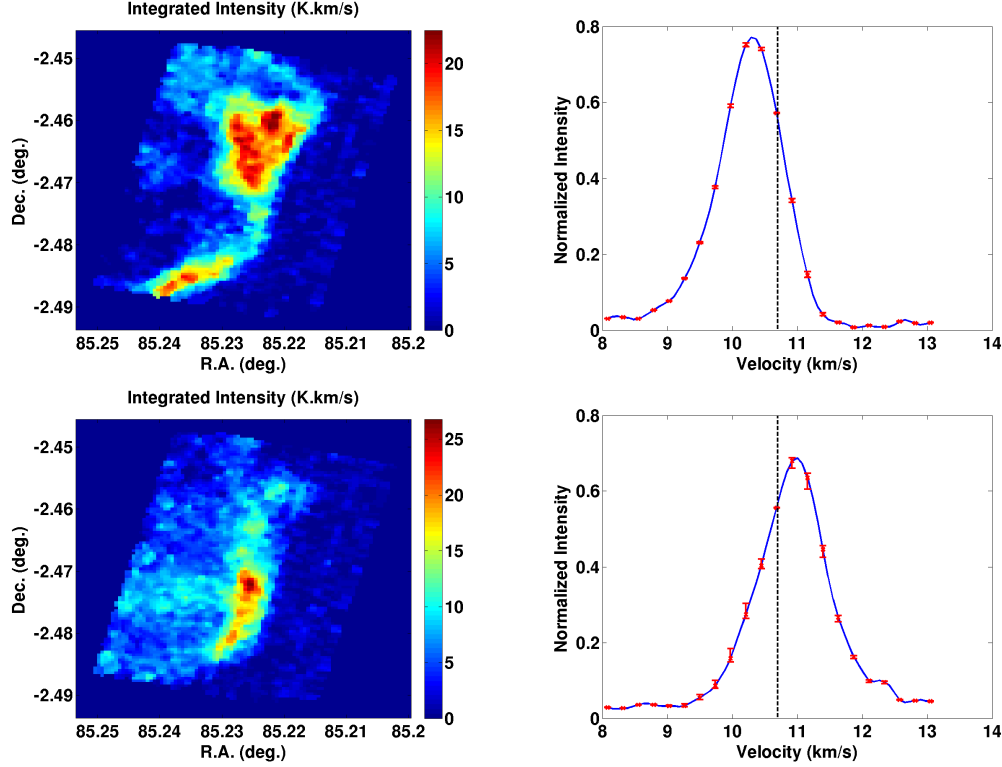 Integrated Intensity (K.km/s)
-2.45
-2.46
-2.47
-2.48
-2.49
Dec. (deg.)
85.25 85.24 85.23 85.22 85.21 85.2
R.A. (deg.)
20
15
10
5
0
0.8
0.6
0.4
0.2
0
Normalized Intensity
8 9 10 11 12 13 14
Velocity (km/s)
Integrated Intensity (K.km/s)
-2.45
-2.46
-2.47
-2.48
-2.49
Dec. (deg.)
85.25 85.24 85.23 85.22 85.21 85.2
R.A. (deg.)
25
20
15
10
5
0
0.8
0.6
0.4
0.2
0
Normalized Intensity
8 9 10 11 12 13 14
Velocity (km/s)